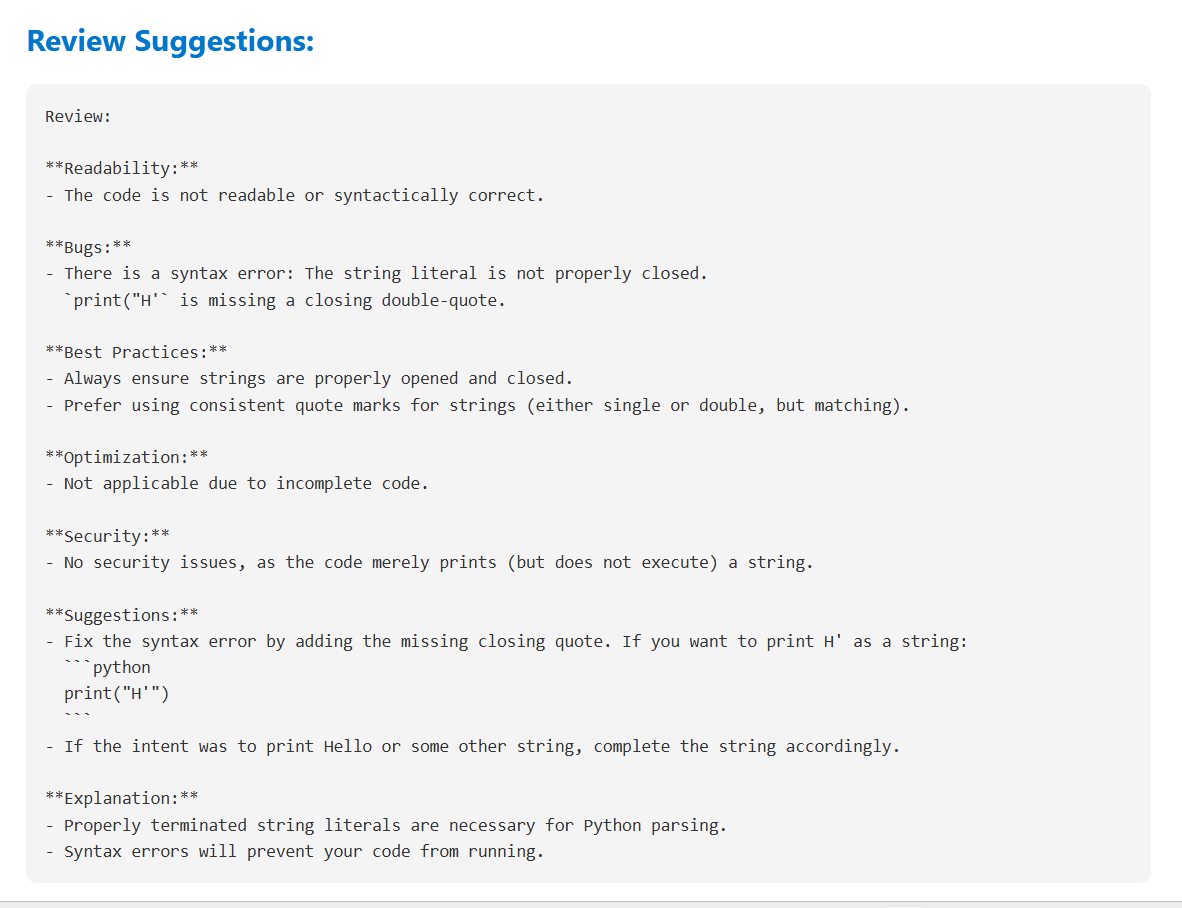 Review Suggestions:
Review:
**Readability:**
- The code is not readable or syntactically correct.
**Bugs:**
- There is a syntax error: The string literal is not properly closed.
`print("H'` is missing a closing double-quote.
**Best Practices:**
- Always ensure strings are properly opened and closed.
- Prefer using consistent quote marks for strings (either single or double, but matching).
**Optimization:**
- Not applicable due to incomplete code.
**Security:**
- No security issues, as the code merely prints (but does not execute) a string.
**Suggestions:**
- Fix the syntax error by adding the missing closing quote. If you want to print H' as a string:
```python
print("H'")
```
- If the intent was to print Hello or some other string, complete the string accordingly.
**Explanation:**
- Properly terminated string literals are necessary for Python parsing.
- Syntax errors will prevent your code from running.